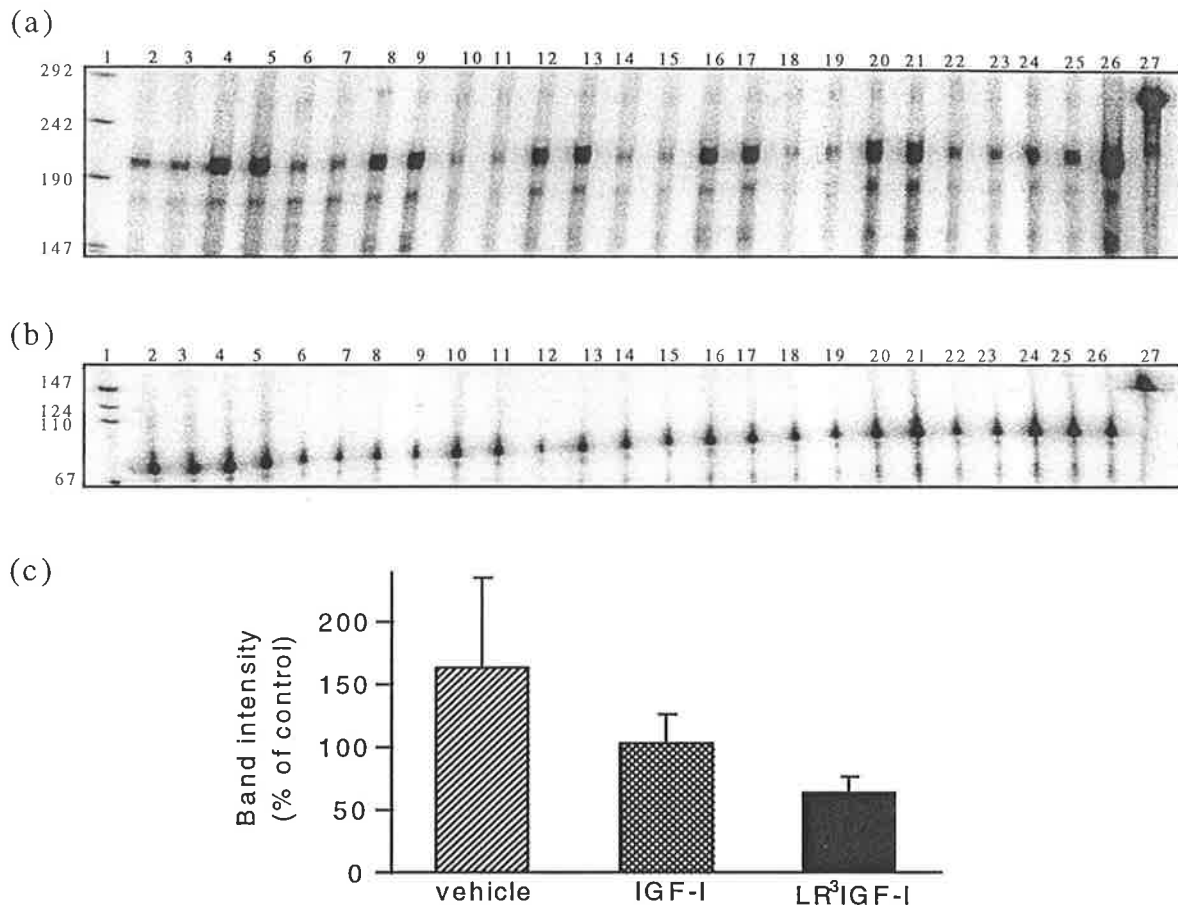 (a)
1 2 3 4 5 6 7 8 9 10 11 12 13 14 15 16 17 18 19 20 21 22 23 24 25 26 27
292
242
190
147
(b)
1 2 3 4 5 6 7 8 9 10 11 12 13 14 15 16 17 18 19 20 21 22 23 24 25 26 27
147
124
110
67
(c)
Band intensity
(% of control)
200
150
100
50
0
vehicle IGF-I LR³IGF-I